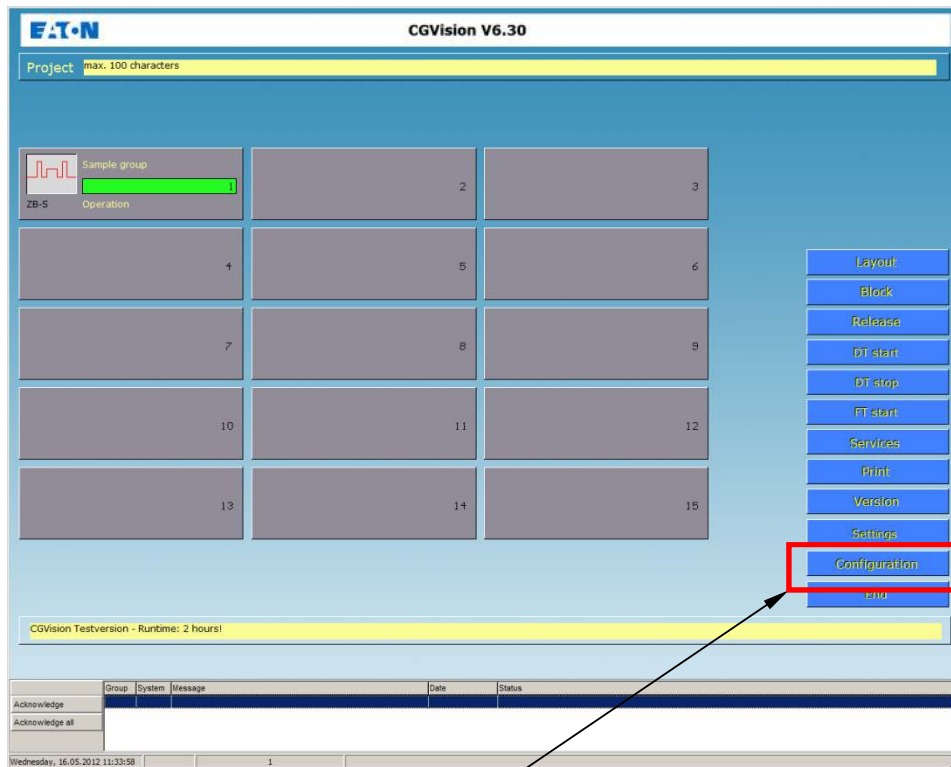 EATON
CGVision V6.30
Project max. 100 characters
Sample group
1
ZB-S Operation
2
3
4
5
6
7
8
9
10
11
12
13
14
15
Layout
Block
Release
DT start
DT stop
FT start
Services
Print
Version
Settings
Configuration
End
CGVision Testversion - Runtime: 2 hours!
Group System Message Date Status
Acknowledge
Acknowledge all
Wednesday, 16.05.2012 11:33:58 1